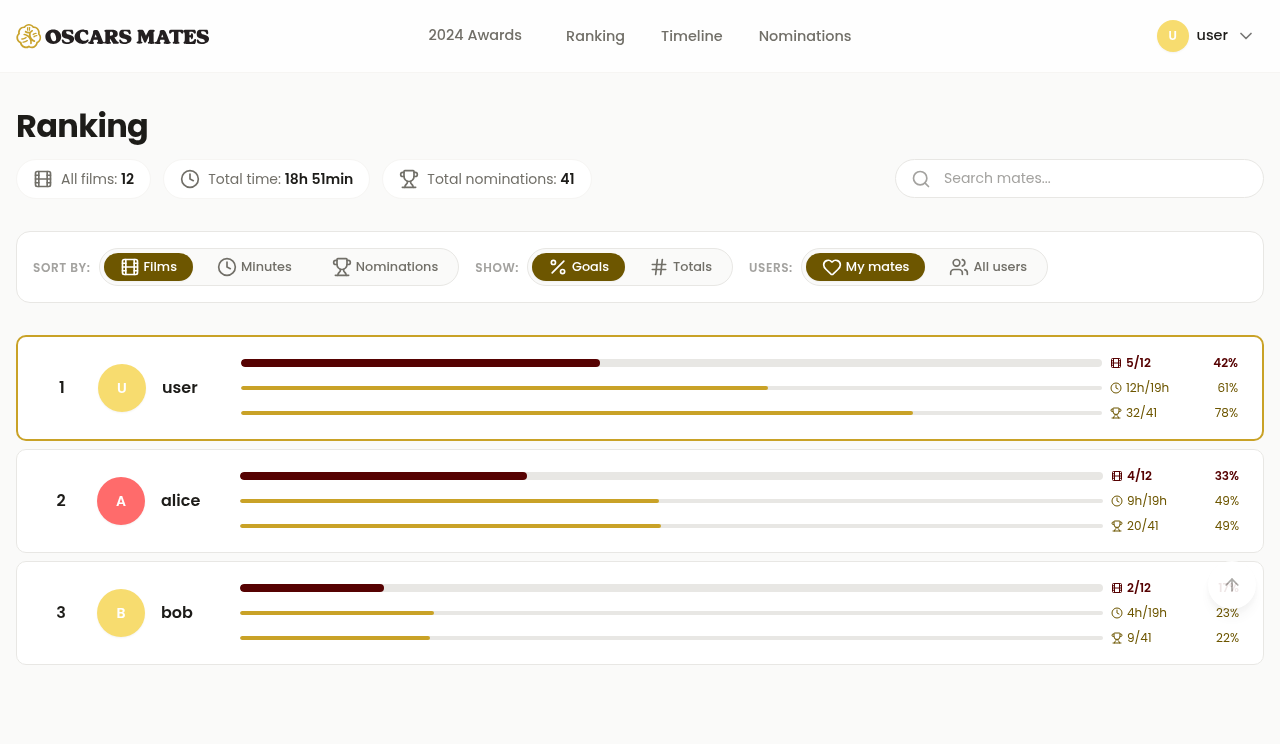 OSCARS MATES
2024 Awards Ranking Timeline Nominations
U user
Ranking
All films: 12 Total time: 18h 51min Total nominations: 41 Search mates...
SORT BY: Films Minutes Nominations SHOW: Goals Totals USERS: My mates All users
1 U user
5/12 42%
12h/19h 61%
32/41 78%
2 A alice
4/12 33%
9h/19h 49%
20/41 49%
3 B bob
2/12
4h/19h 23%
9/41 22%